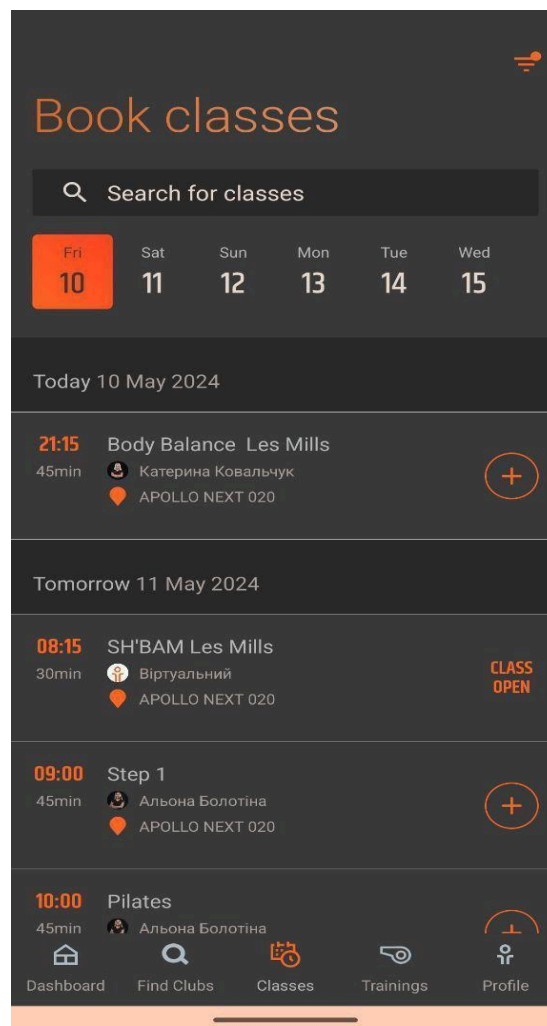 Book classes
Search for classes
Fri Sat Sun Mon Tue Wed
10 11 12 13 14 15
Today 10 May 2024
21:15 Body Balance Les Mills
45min Катерина Ковальчук
APOLLO NEXT 020
Tomorrow 11 May 2024
08:15 SH'BAM Les Mills
30min Віртуальний
CLASS OPEN
APOLLO NEXT 020
09:00 Step 1
45min Альона Болотіна
APOLLO NEXT 020
10:00 Pilates
45min Альона Болотіна
Dashboard Find Clubs Classes Trainings Profile